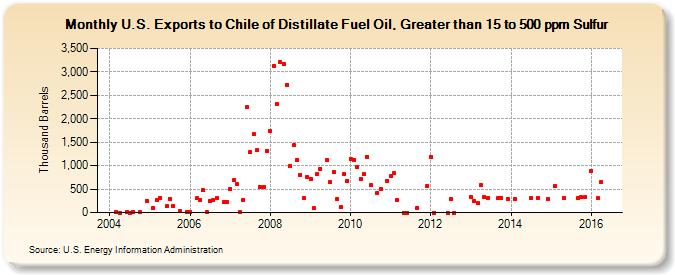 Monthly U.S. Exports to Chile of Distillate Fuel Oil, Greater than 15 to 500 ppm Sulfur
Thousand Barrels
3,500
3,000
2,500
2,000
1,500
1,000
500
0
2004 2006 2008 2010 2012 2014 2016
Source: U.S. Energy Information Administration